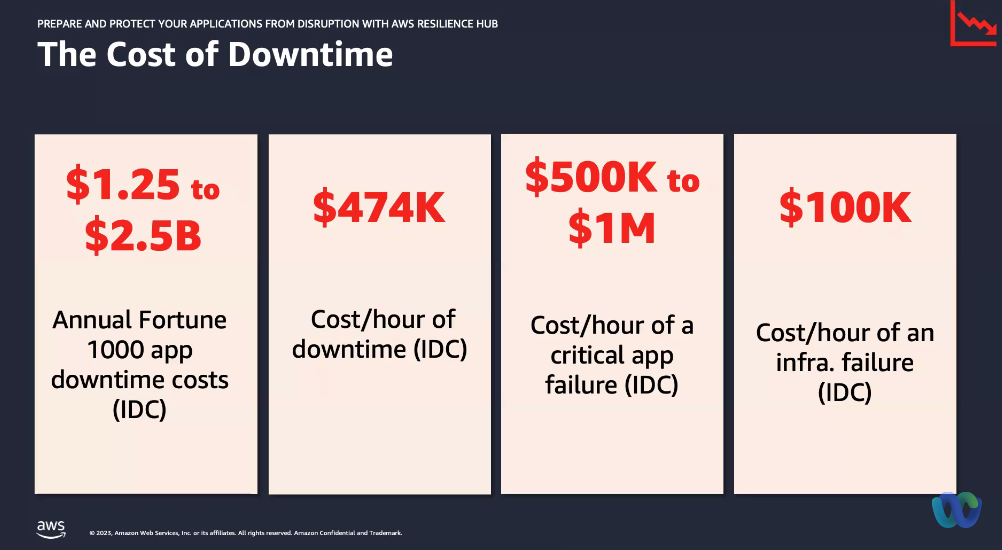 PREPARE AND PROTECT YOUR APPLICATIONS FROM DISRUPTION WITH AWS RESILIENCE HUB
The Cost of Downtime
$1.25 to
$2.5B
Annual Fortune
1000 app
downtime costs
(IDC)
$474K
Cost/hour of
downtime (IDC)
$500K to
$1M
Cost/hour of a
critical app
failure (IDC)
$100K
Cost/hour of an
infra. failure
(IDC)
aws
© 2023, Amazon Web Services, Inc. or its affiliates. All rights reserved. Amazon Confidential and Trademark.